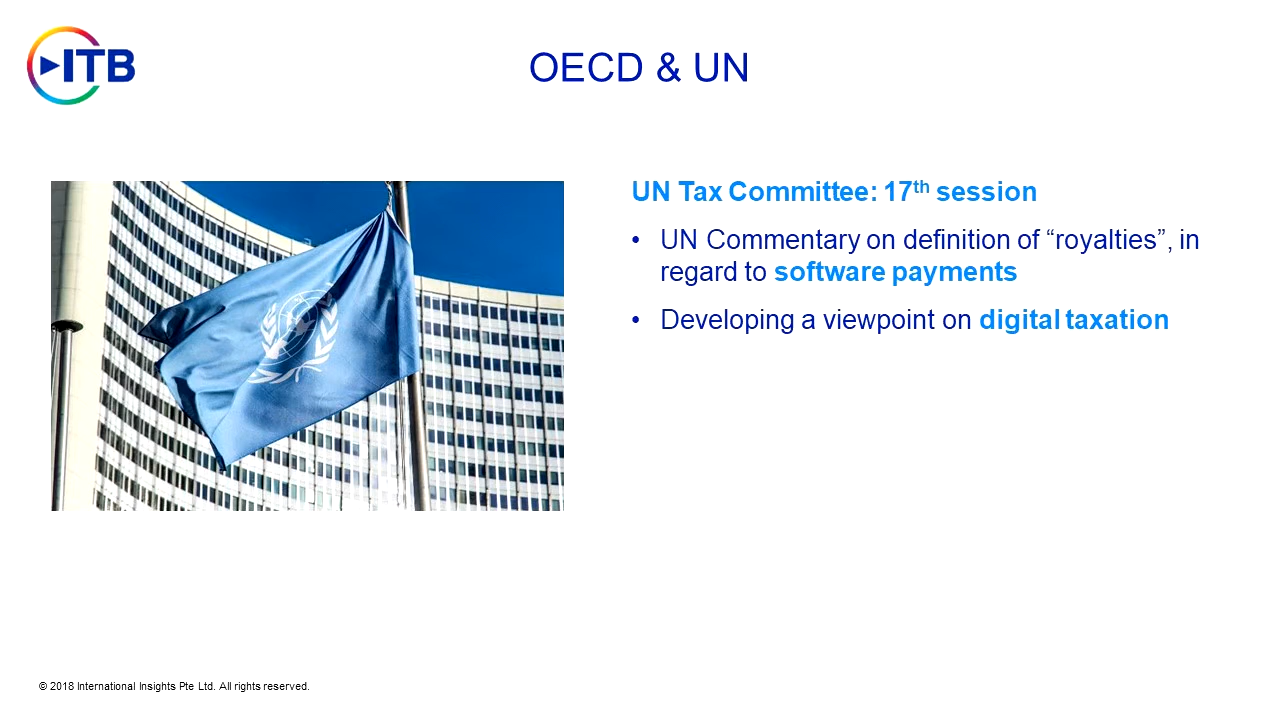 ITB
OECD & UN
UN Tax Committee: 17th session
• UN Commentary on definition of “royalties”, in
regard to software payments
• Developing a viewpoint on digital taxation
© 2018 International Insights Pte Ltd. All rights reserved.